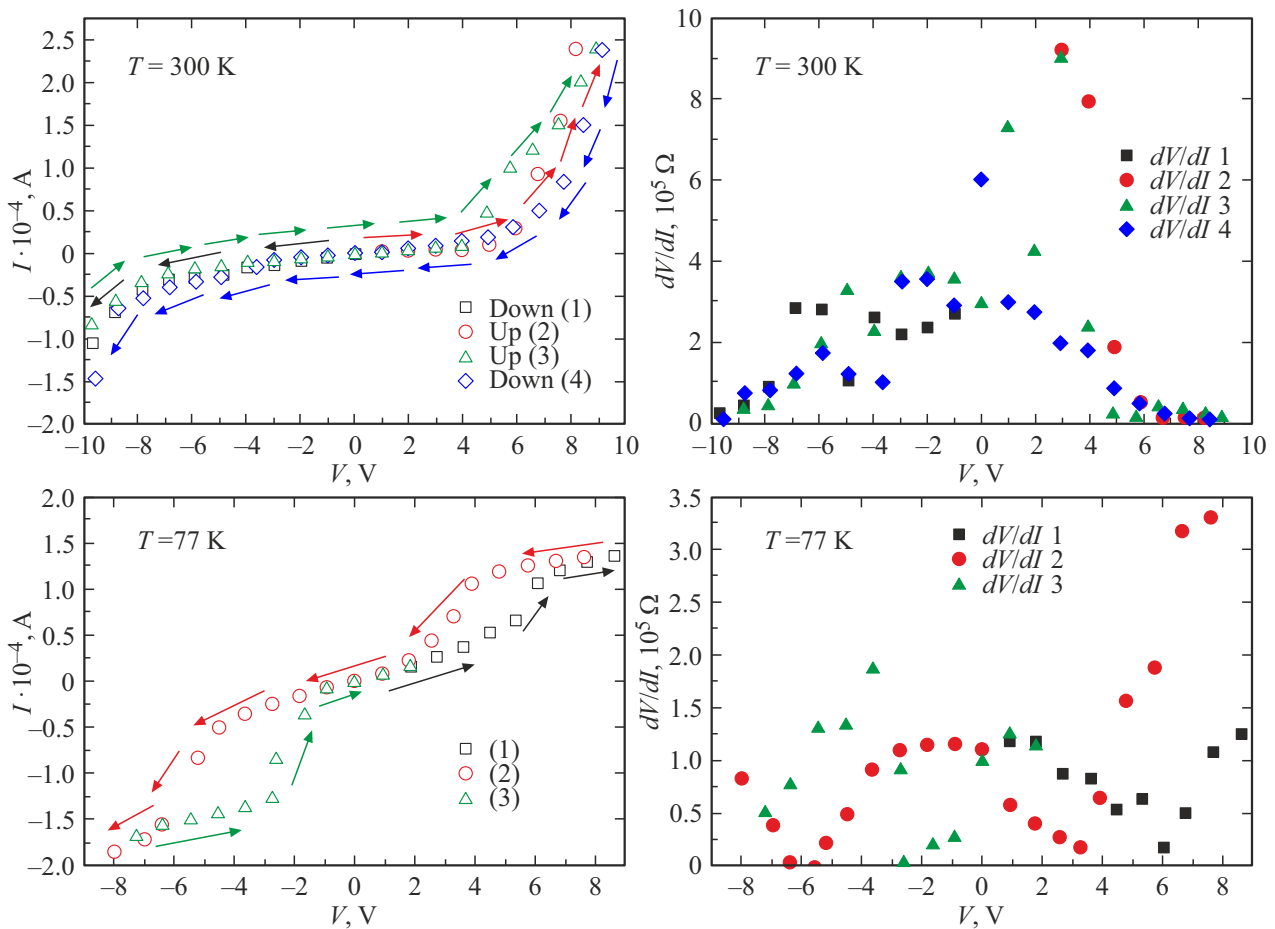 T = 300 K
2.5
2.0
1.5
1.0
0.5
0
–0.5
–1.0
–1.5
–2.0
I ·10⁻⁴, A
Down (1)
Up (2)
Up (3)
Down (4)
–10 –8 –6 –4 –2 0 2 4 6 8 10
V, V
T = 300 K
10
8
6
4
2
0
dV/dI, 10⁵ Ω
dV/dI 1
dV/dI 2
dV/dI 3
dV/dI 4
–10 –8 –6 –4 –2 0 2 4 6 8 10
V, V
T =77 K
2.0
1.5
1.0
0.5
0
–0.5
–1.0
–1.5
–2.0
I ·10⁻⁴, A
(1)
(2)
(3)
–8 –6 –4 –2 0 2 4 6 8
V, V
T =77 K
3.5
3.0
2.5
2.0
1.5
1.0
0.5
0
dV/dI, 10⁵ Ω
dV/dI 1
dV/dI 2
dV/dI 3
–8 –6 –4 –2 0 2 4 6 8
V, V